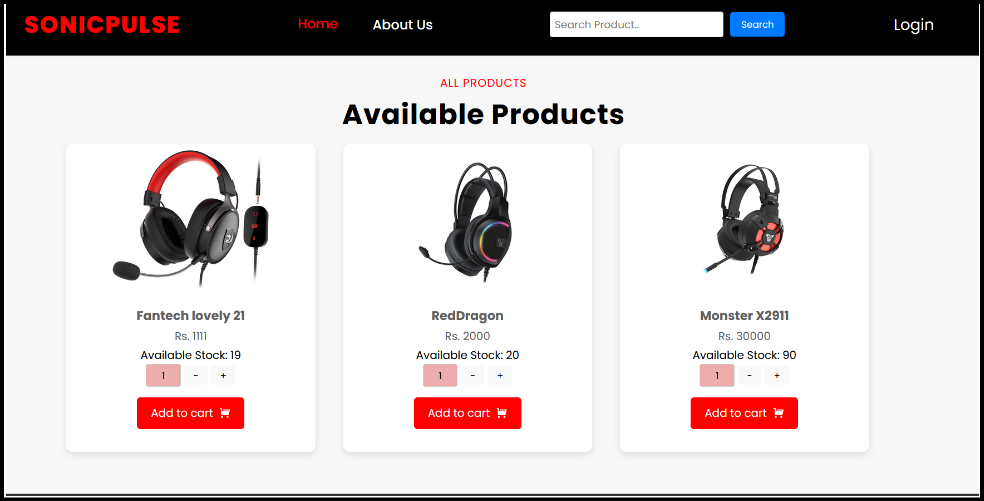 SONICPULSE Home About Us Search Product.. Search Login
ALL PRODUCTS
Available Products
Fantech lovely 21
Rs. 1111
Available Stock: 19
1 - +
Add to cart
RedDragon
Rs. 2000
Available Stock: 20
1 - +
Add to cart
Monster X2911
Rs. 30000
Available Stock: 90
1 - +
Add to cart